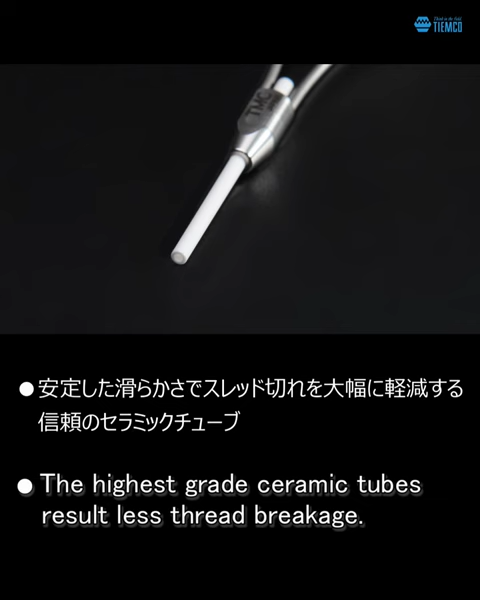 Think in the field.
TIEMCO
TMC
●安定した滑らかさでスレッド切れを大幅に軽減する
信頼のセラミックチューブ
● The highest grade ceramic tubes
result less thread breakage.